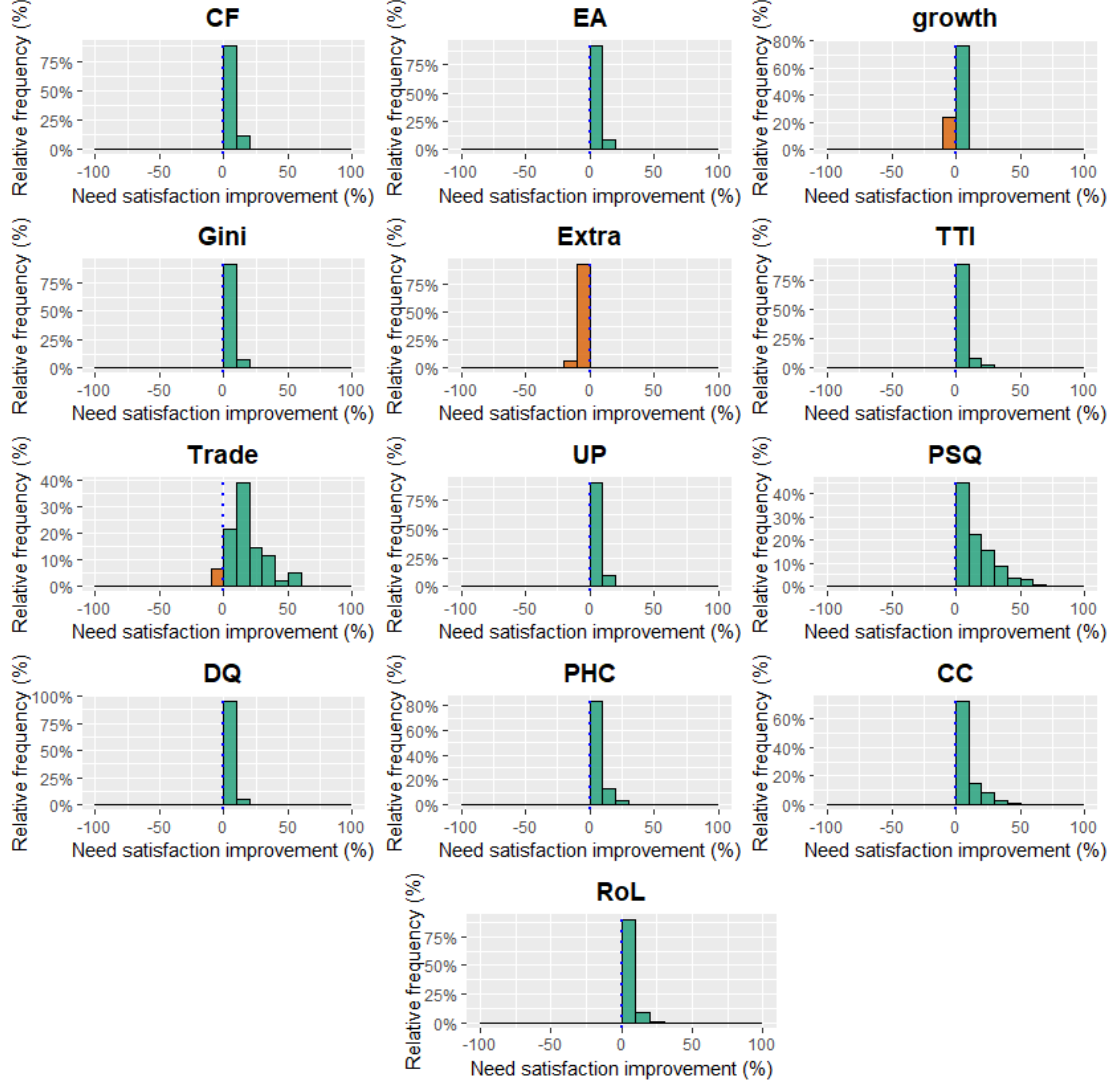 CF
Relative frequency (%)
75%
50%
25%
0%
-100 -50 0 50 100
Need satisfaction improvement (%)
EA
Relative frequency (%)
75%
50%
25%
0%
-100 -50 0 50 100
Need satisfaction improvement (%)
growth
Relative frequency (%)
80%
60%
40%
20%
0%
-100 -50 0 50 100
Need satisfaction improvement (%)
Gini
Relative frequency (%)
75%
50%
25%
0%
-100 -50 0 50 100
Need satisfaction improvement (%)
Extra
Relative frequency (%)
75%
50%
25%
0%
-100 -50 0 50 100
Need satisfaction improvement (%)
TTI
Relative frequency (%)
75%
50%
25%
0%
-100 -50 0 50 100
Need satisfaction improvement (%)
Trade
Relative frequency (%)
40%
30%
20%
10%
0%
-100 -50 0 50 100
Need satisfaction improvement (%)
UP
Relative frequency (%)
75%
50%
25%
0%
-100 -50 0 50 100
Need satisfaction improvement (%)
PSQ
Relative frequency (%)
40%
30%
20%
10%
0%
-100 -50 0 50 100
Need satisfaction improvement (%)
DQ
Relative frequency (%)
100%
75%
50%
25%
0%
-100 -50 0 50 100
Need satisfaction improvement (%)
PHC
Relative frequency (%)
80%
60%
40%
20%
0%
-100 -50 0 50 100
Need satisfaction improvement (%)
CC
Relative frequency (%)
60%
40%
20%
0%
-100 -50 0 50 100
Need satisfaction improvement (%)
RoL
Relative frequency (%)
75%
50%
25%
0%
-100 -50 0 50 100
Need satisfaction improvement (%)